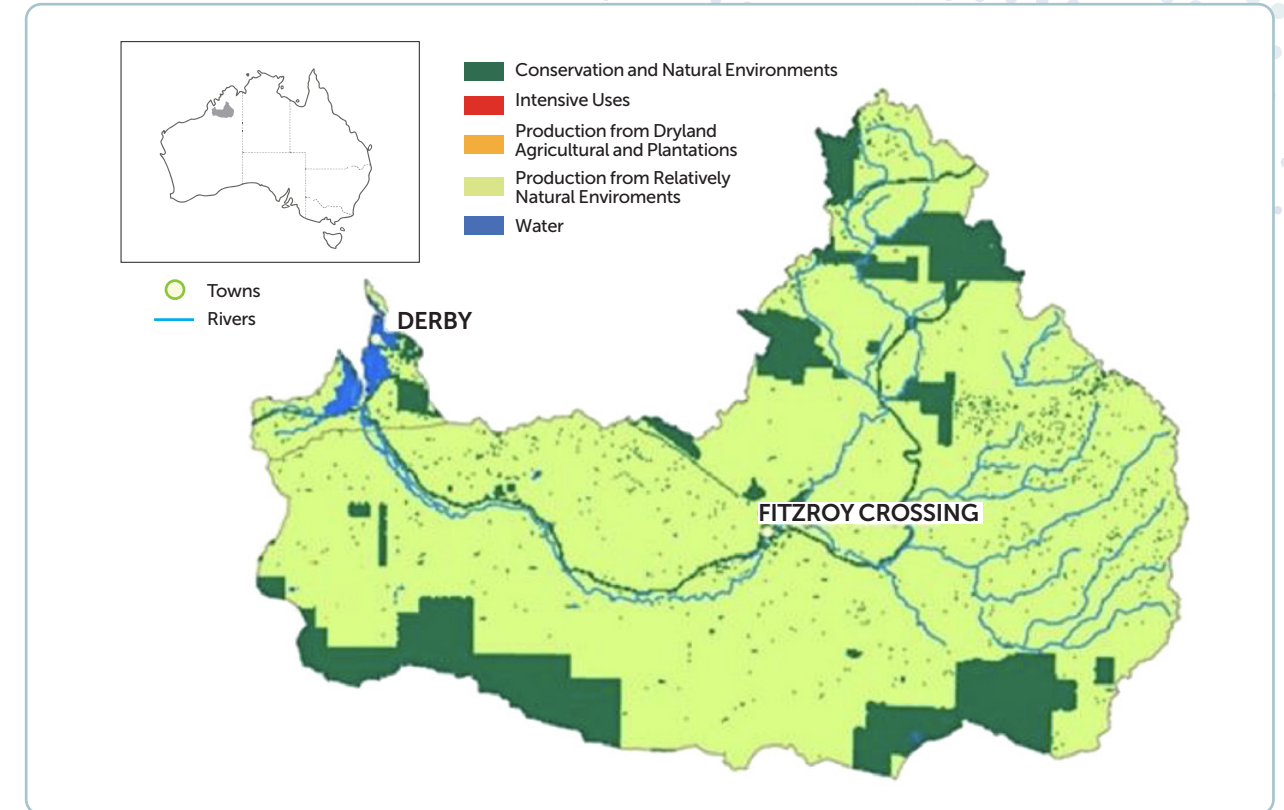 Conservation and Natural Environments
Intensive Uses
Production from Dryland
Agricultural and Plantations
Production from Relatively
Natural Enviroments
Water
Towns
Rivers
DERBY
FITZROY CROSSING